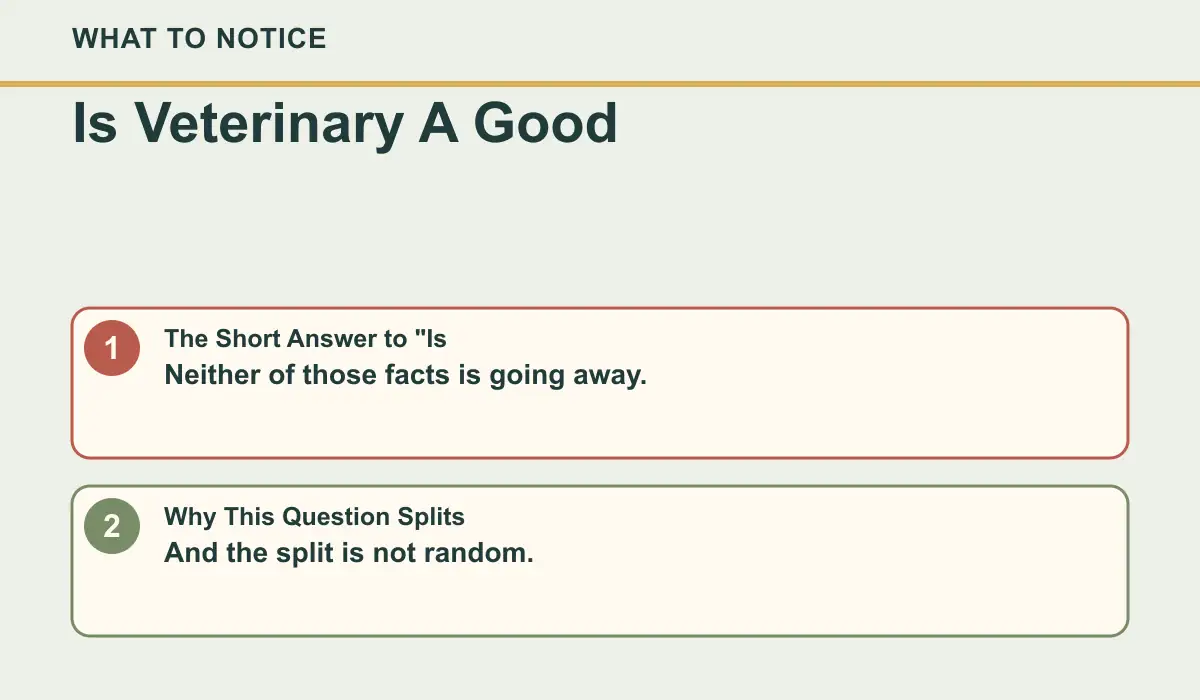 WHAT TO NOTICE
Is Veterinary A Good
1
The Short Answer to "Is
Neither of those facts is going away.
2
Why This Question Splits
And the split is not random.